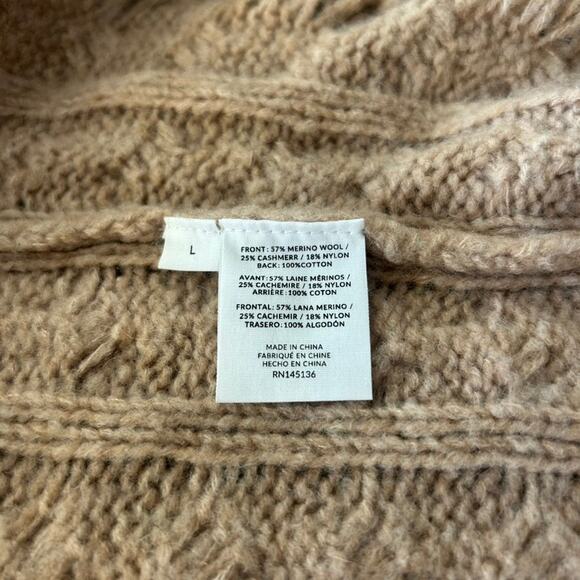 L
FRONT: 57% MERINO WOOL /
25% CASHMERR / 18% NYLON
BACK: 100%COTTON
AVANT: 57% LAINE MÉRINOS /
25% CACHEMIRE / 18% NYLON
ARRIÈRE: 100% COTON
FRONTAL: 57% LANA MERINO /
25% CACHEMIR / 18% NYLON
TRASERO: 100% ALGODÓN
MADE IN CHINA
FABRIQUÉ EN CHINE
HECHO EN CHINA
RN145136